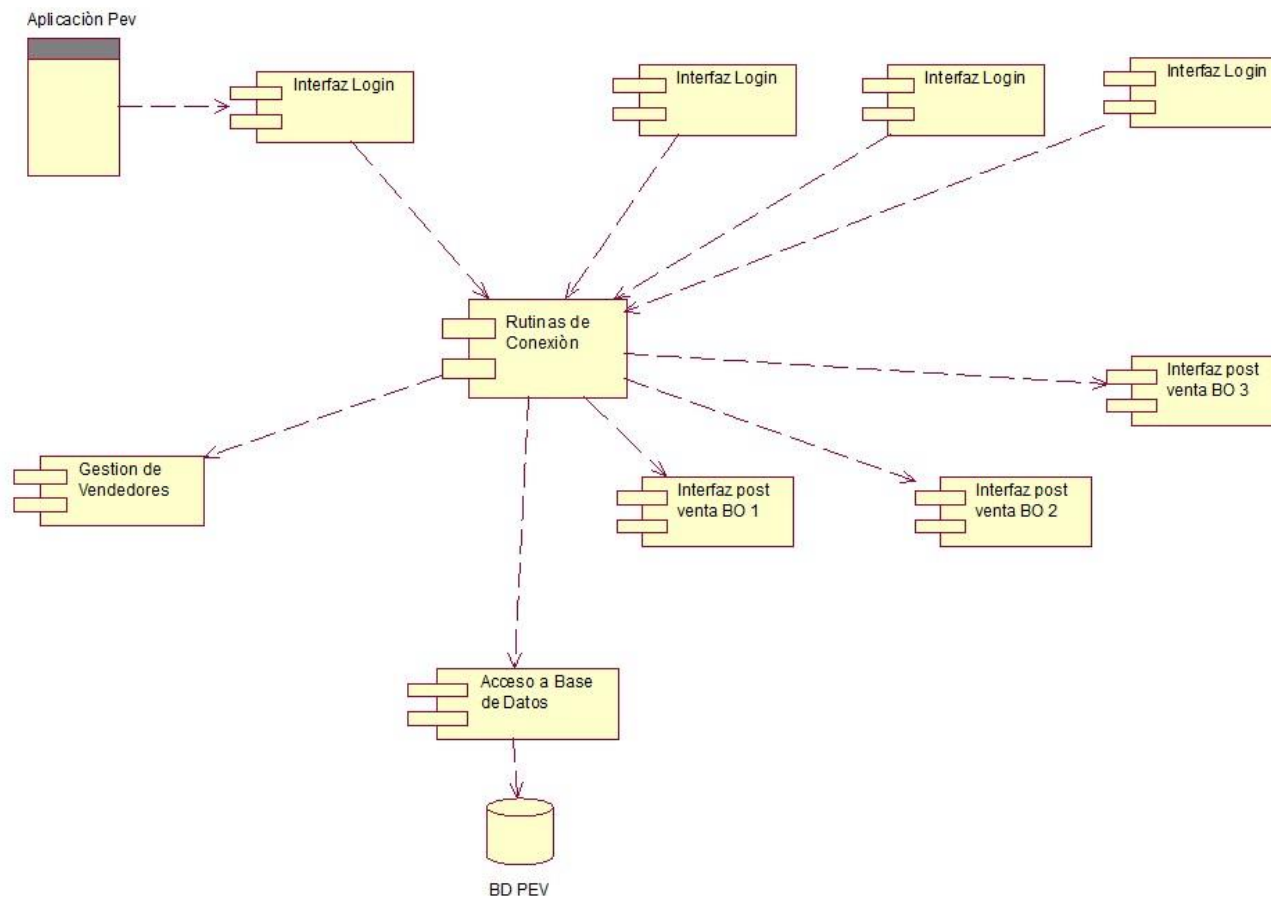 Aplicaciòn Pev
Interfaz Login
Interfaz Login
Interfaz Login
Interfaz Login
Rutinas de
Conexiòn
Interfaz post
venta BO 3
Gestion de
Vendedores
Interfaz post
venta BO 1
Interfaz post
venta BO 2
Acceso a Base
de Datos
BD PEV